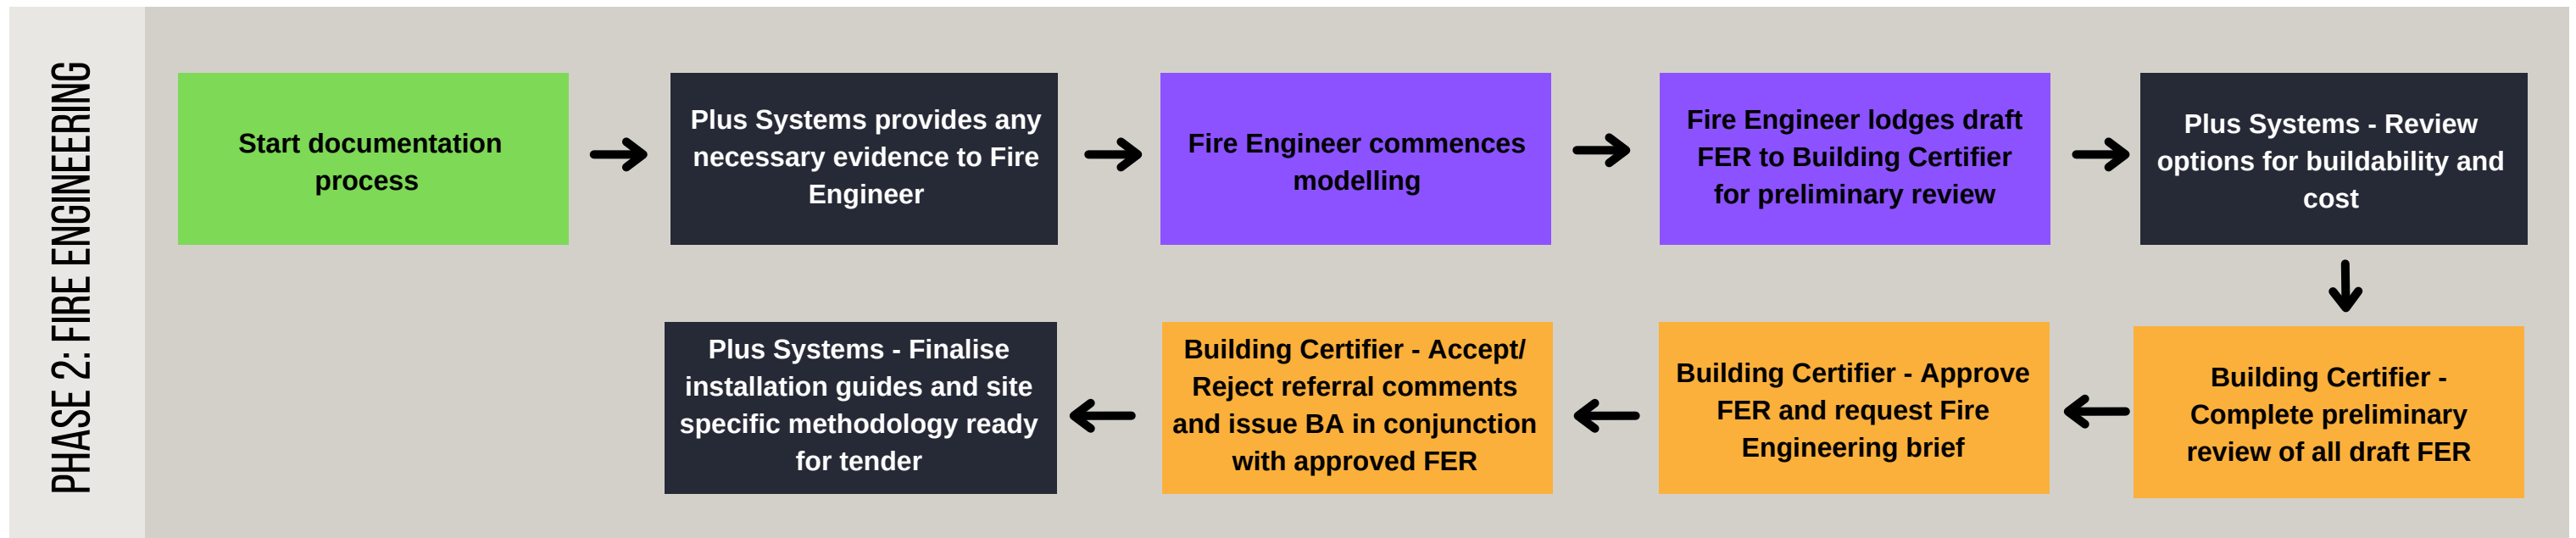 PHASE 2: FIRE ENGINEERING
Start documentation
process
Plus Systems provides any
necessary evidence to Fire
Engineer
Fire Engineer commences
modelling
Fire Engineer lodges draft
FER to Building Certifier
for preliminary review
Plus Systems - Review
options for buildability and
cost
Building Certifier -
Complete preliminary
review of all draft FER
Building Certifier - Approve
FER and request Fire
Engineering brief
Building Certifier - Accept/
Reject referral comments
and issue BA in conjunction
with approved FER
Plus Systems - Finalise
installation guides and site
specific methodology ready
for tender